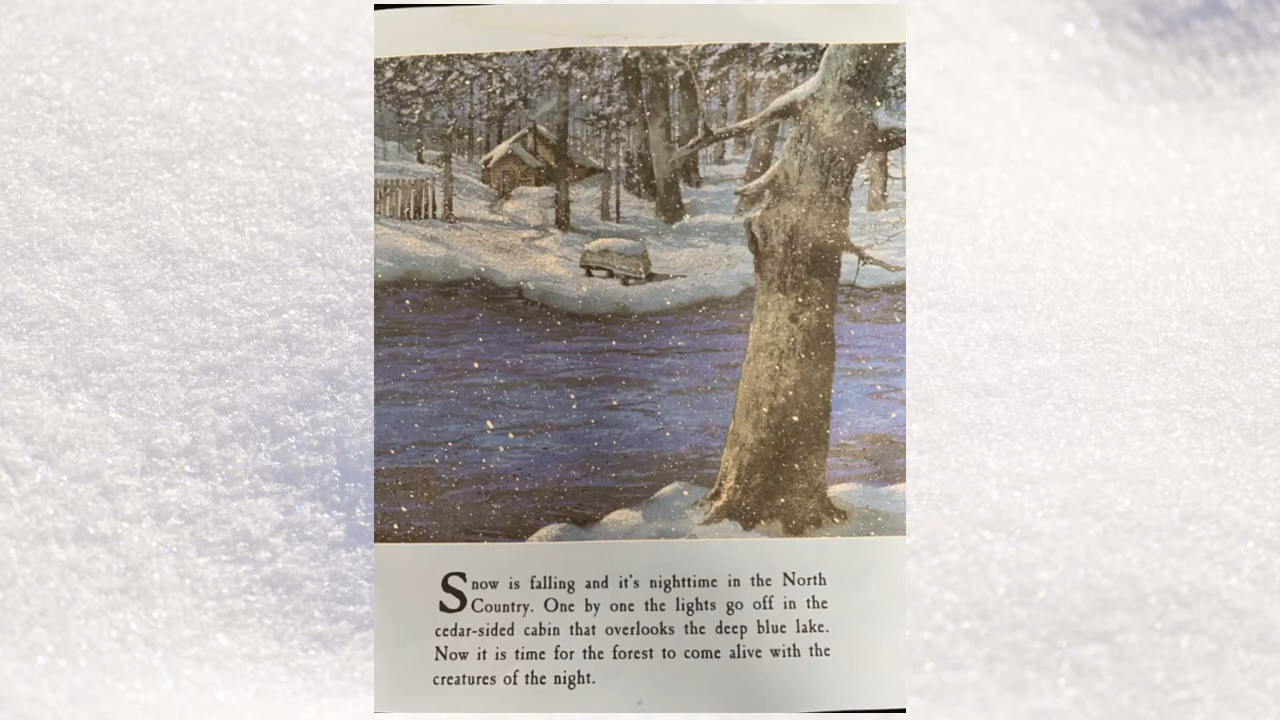 Snow is falling and it's nighttime in the North
Country. One by one the lights go off in the
cedar-sided cabin that overlooks the deep blue lake.
Now it is time for the forest to come alive with the
creatures of the night.